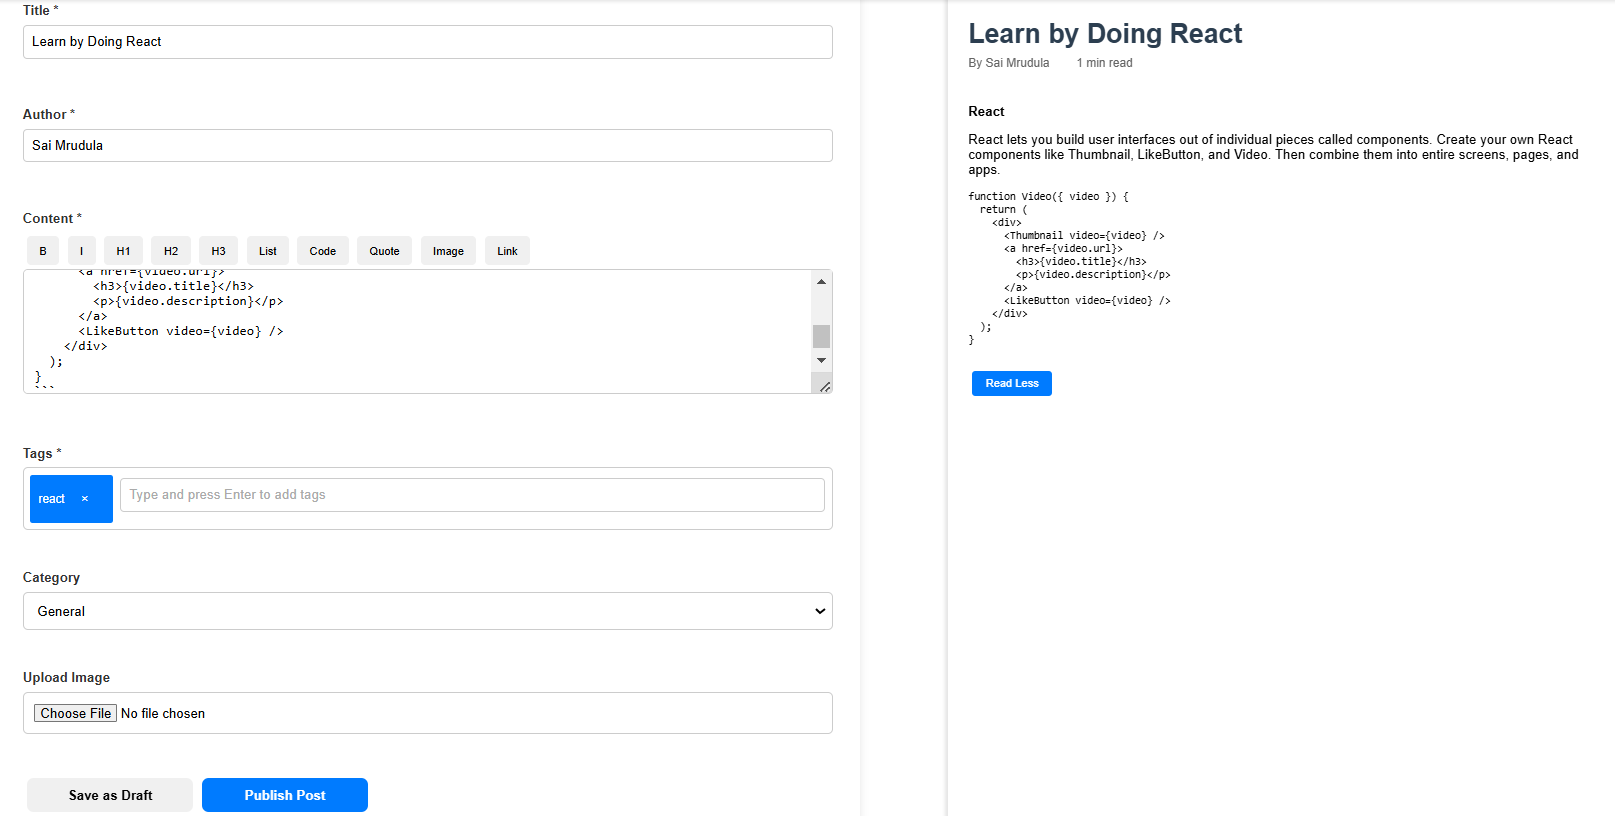 Title *
Learn by Doing React
Author *
Sai Mrudula
Content *
B I H1 H2 H3 List Code Quote Image Link
<a href={video.url}>
<h3>{video.title}</h3>
<p>{video.description}</p>
</a>
<LikeButton video={video} />
</div>
);
}
```
Tags *
react ×
Type and press Enter to add tags
Category
General
Upload Image
Choose File No file chosen
Save as Draft Publish Post
Learn by Doing React
By Sai Mrudula 1 min read
React
React lets you build user interfaces out of individual pieces called components. Create your own React
components like Thumbnail, LikeButton, and Video. Then combine them into entire screens, pages, and
apps.
function Video({ video }) {
return (
<div>
<Thumbnail video={video} />
<a href={video.url}>
<h3>{video.title}</h3>
<p>{video.description}</p>
</a>
<LikeButton video={video} />
</div>
);
}
Read Less